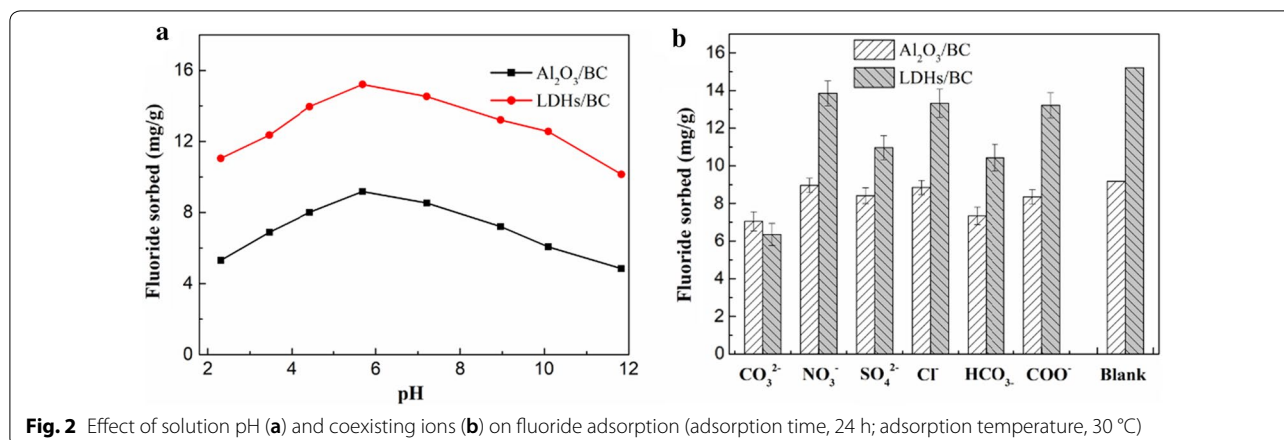 a
Fluoride sorbed (mg/g)
16
12
8
4
0
Al₂O₃/BC
LDHs/BC
2 4 6 8 10 12
pH
b
Fluoride sorbed (mg/g)
16
14
12
10
8
6
4
2
0
Al₂O₃/BC
LDHs/BC
CO₃²⁻ NO₃⁻ SO₄²⁻ Cl⁻ HCO₃₋ COO⁻ Blank
Fig. 2 Effect of solution pH (a) and coexisting ions (b) on fluoride adsorption (adsorption time, 24 h; adsorption temperature, 30 °C)